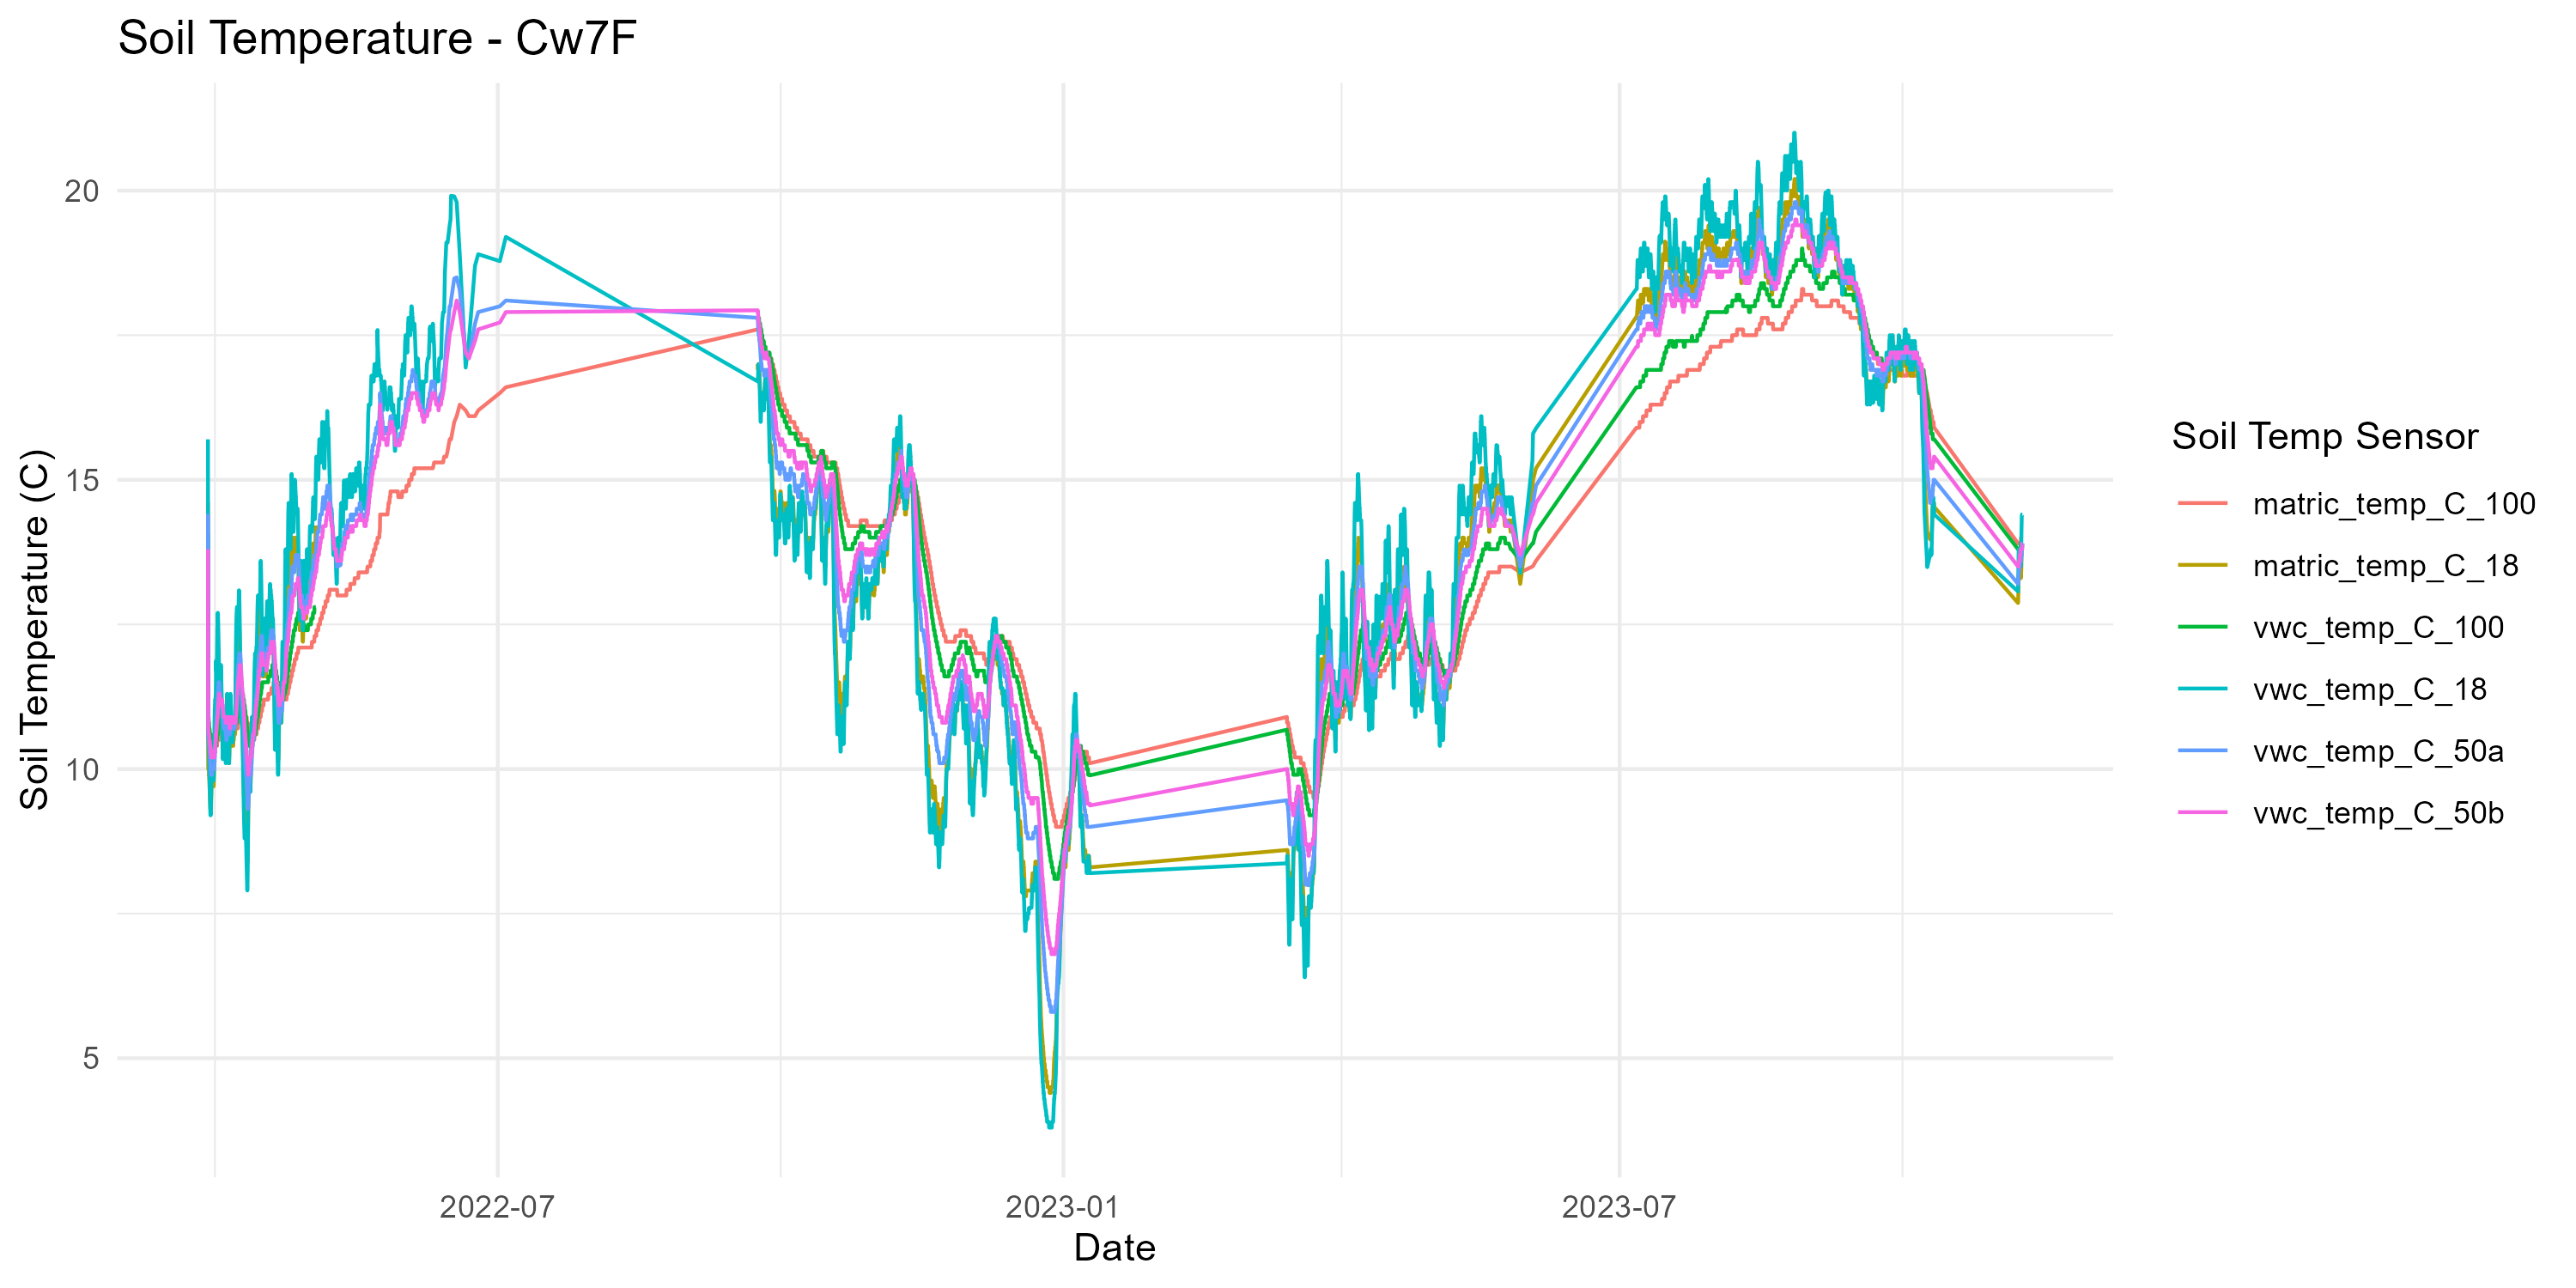 Soil Temperature - Cw7F
20
15
10
5
Soil Temperature (C)
2022-07
2023-01
2023-07
Date
Soil Temp Sensor
matric_temp_C_100
matric_temp_C_18
vwc_temp_C_100
vwc_temp_C_18
vwc_temp_C_50a
vwc_temp_C_50b